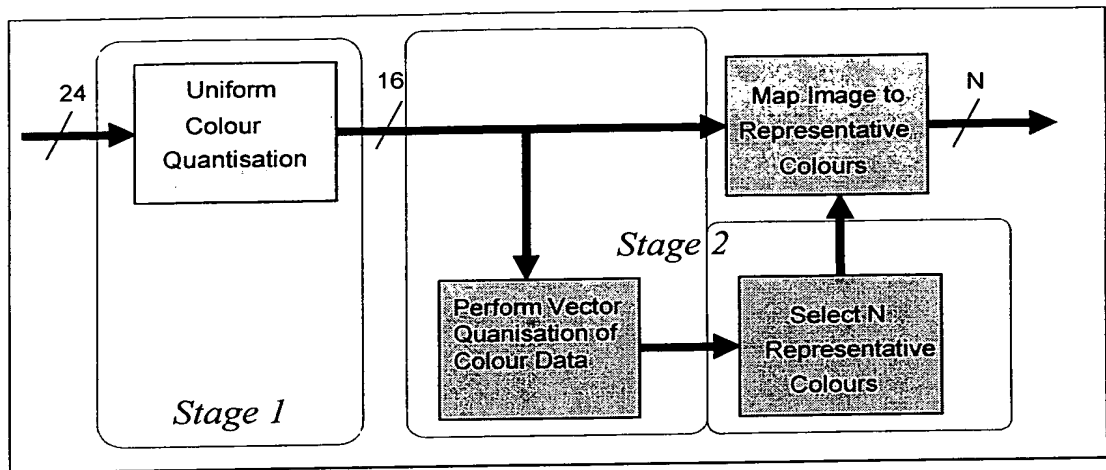 24
Uniform
Colour
Quantisation
16
Map Image to
Representative
Colours
N
Stage 1
Stage 2
Perform Vector
Quanisation of
Colour Data
Select N
Representative
Colours